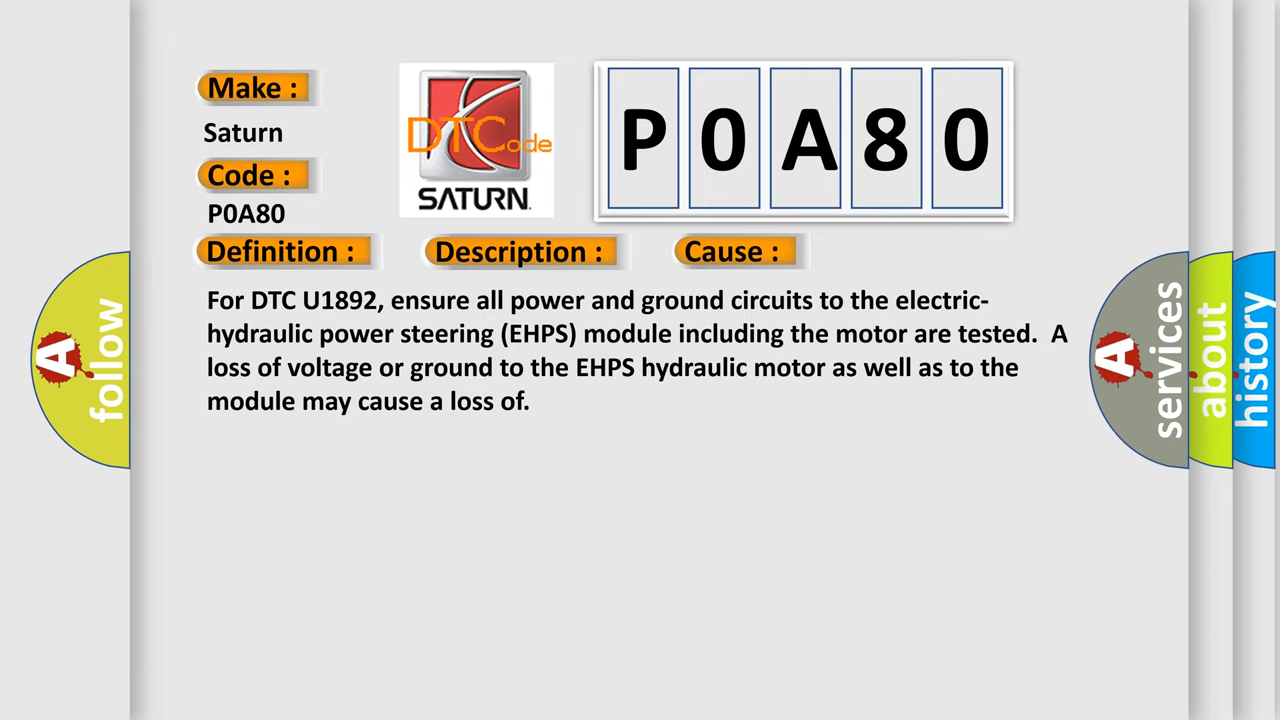 Make :
Saturn
Code :
P0A80
DTCode
SATURN
P 0 A 8 0
Definition :
Description :
Cause :
For DTC U1892, ensure all power and ground circuits to the electric-
hydraulic power steering (EHPS) module including the motor are tested  A
loss of voltage or ground to the EHPS hydraulic motor as well as to the
module may cause a loss of.
A
follow
A
services
about
history